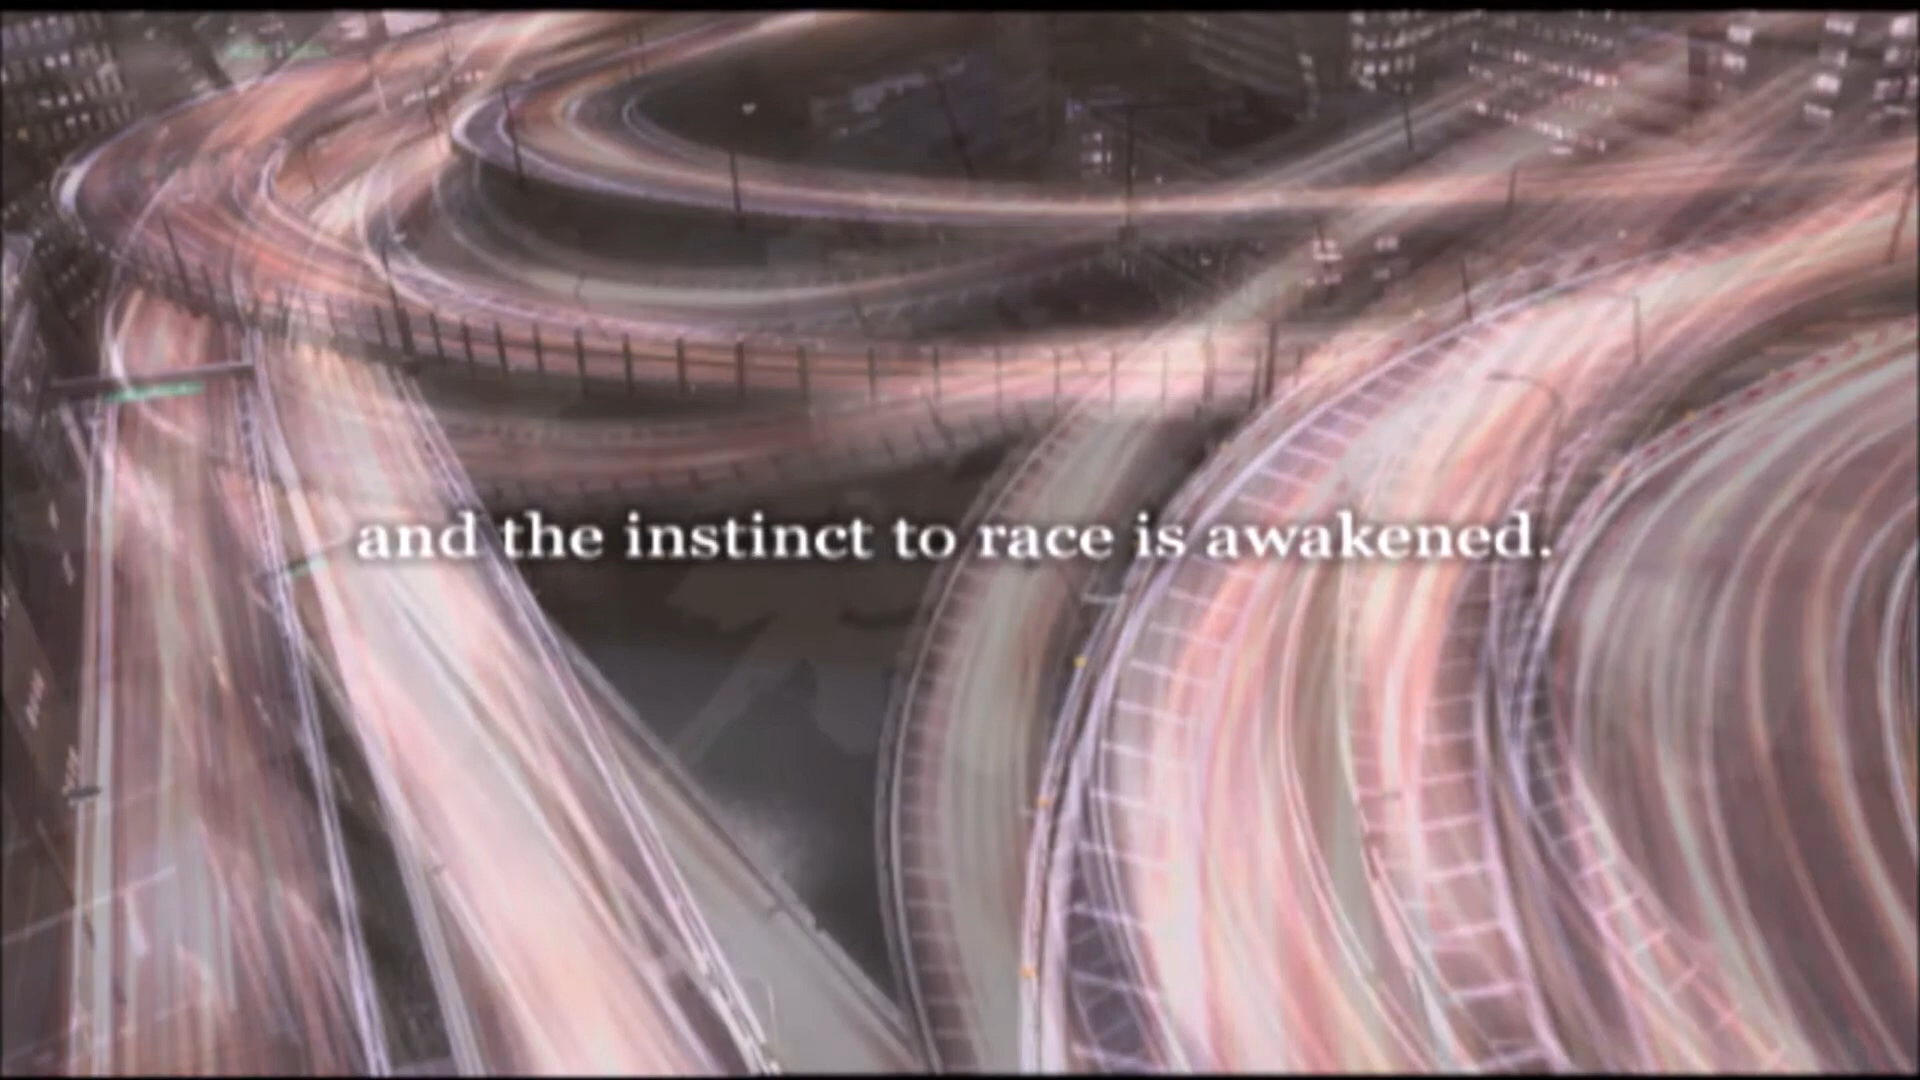 and the instinct to race is awakened.